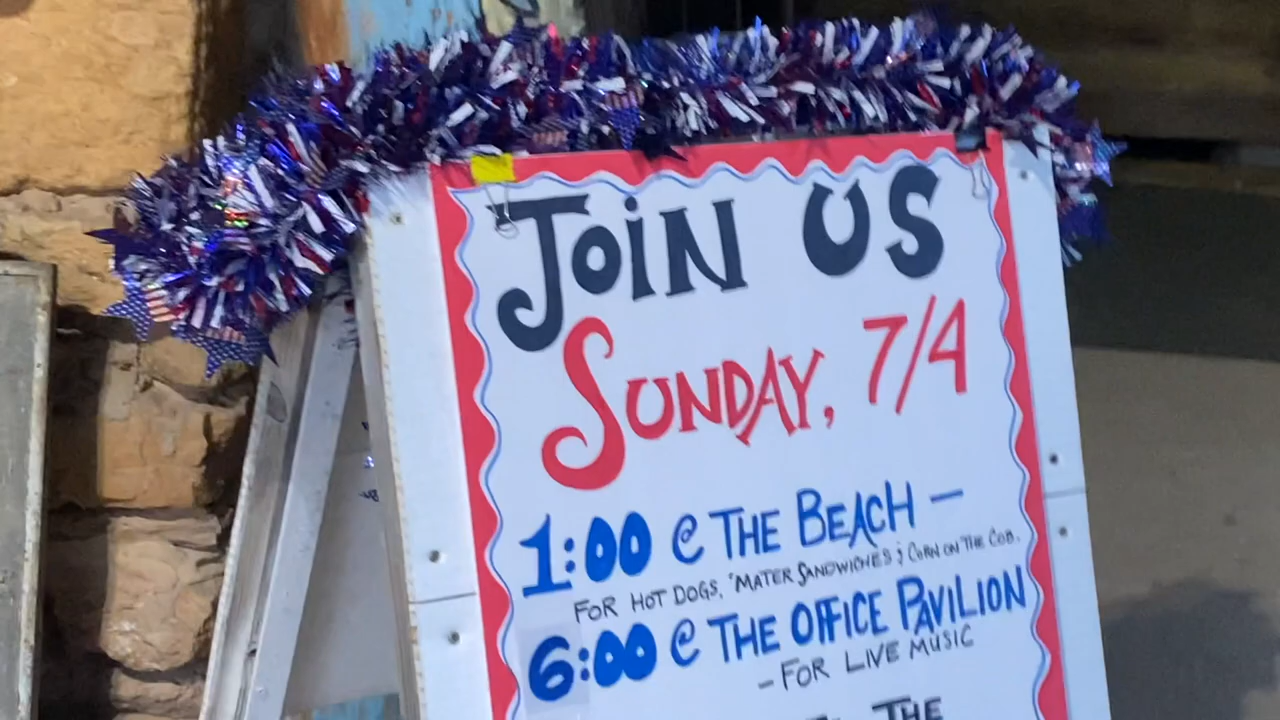 JOiN US
SUNDAY, 7/4
1:00 @ THE BEACH —
FOR HOT DOGS, 'MATER SANDWICHES & CORN ON THE COB.
6:00 @ THE OFFICE PAVILION
- FOR LIVE MUSIC
THE